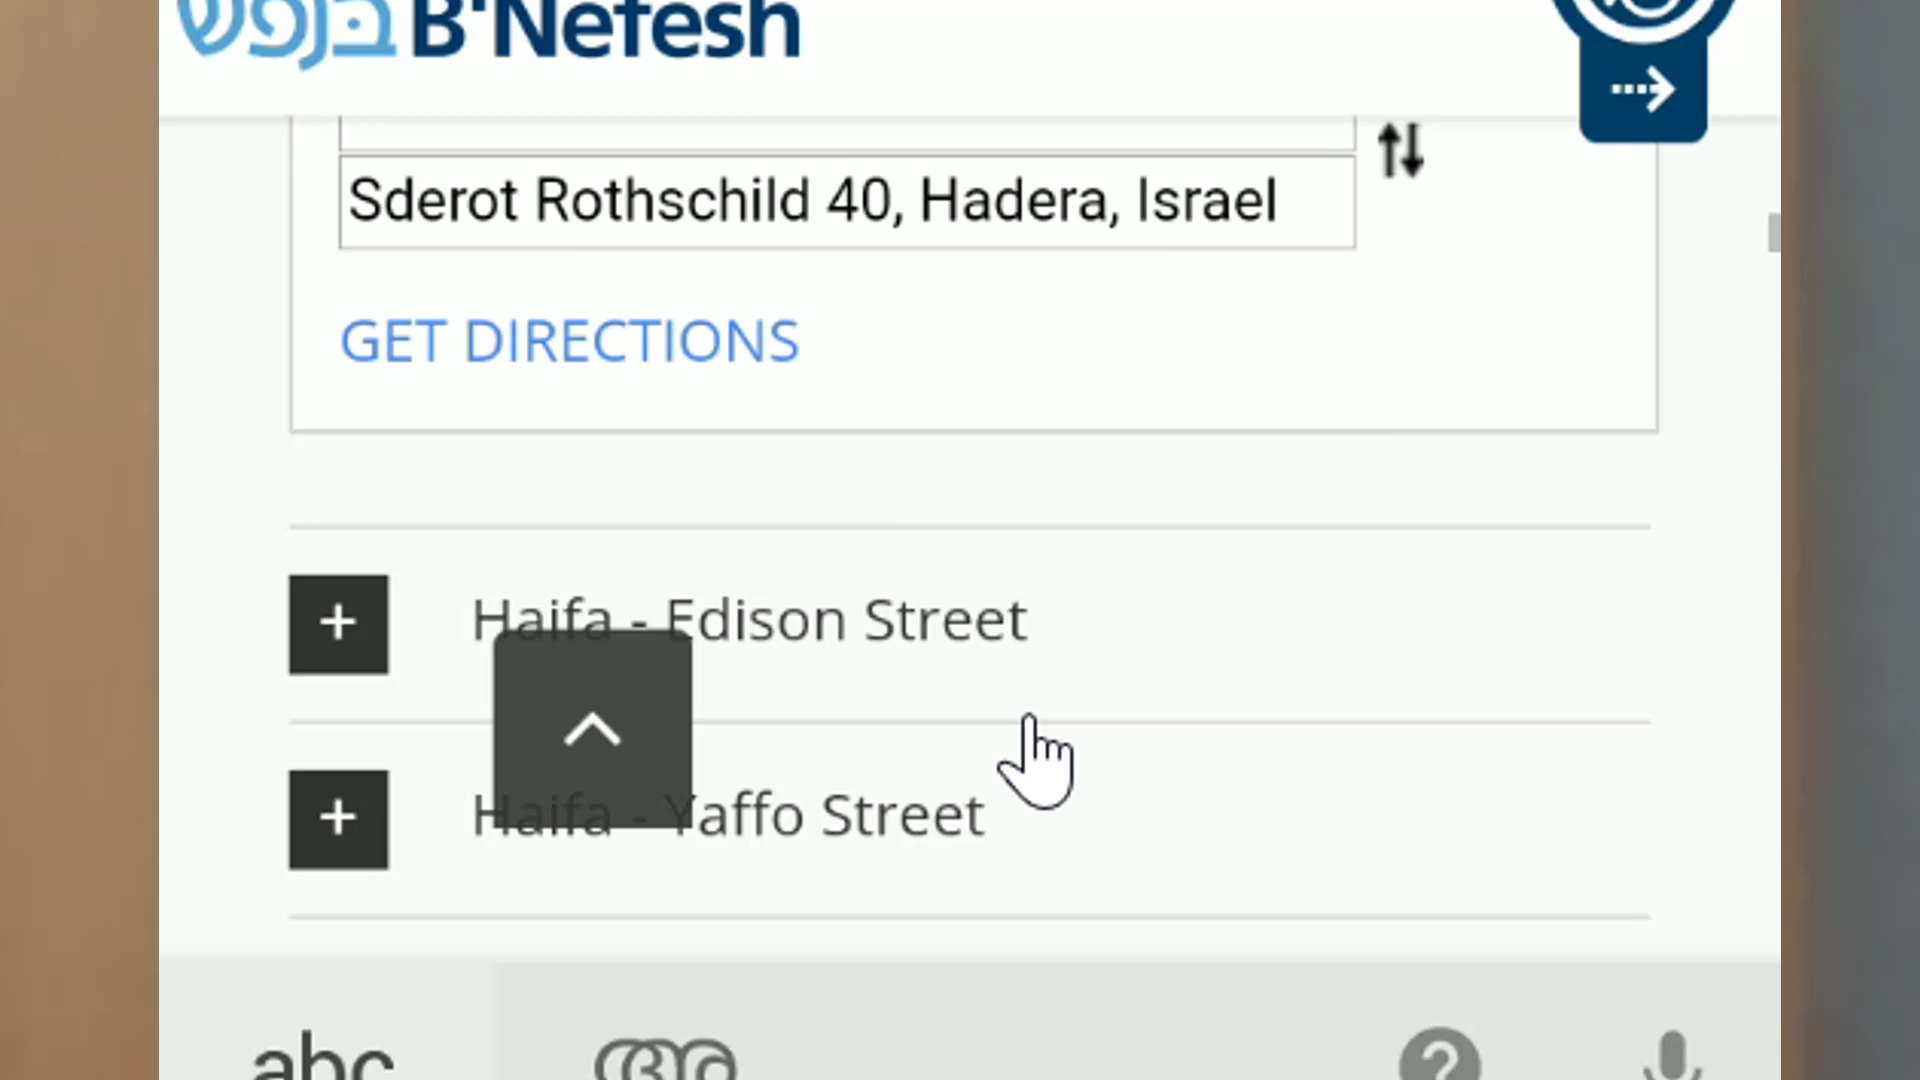 בנפש B'Nefesh
Sderot Rothschild 40, Hadera, Israel
GET DIRECTIONS
Haifa - Edison Street
Haifa - Yaffo Street
abc